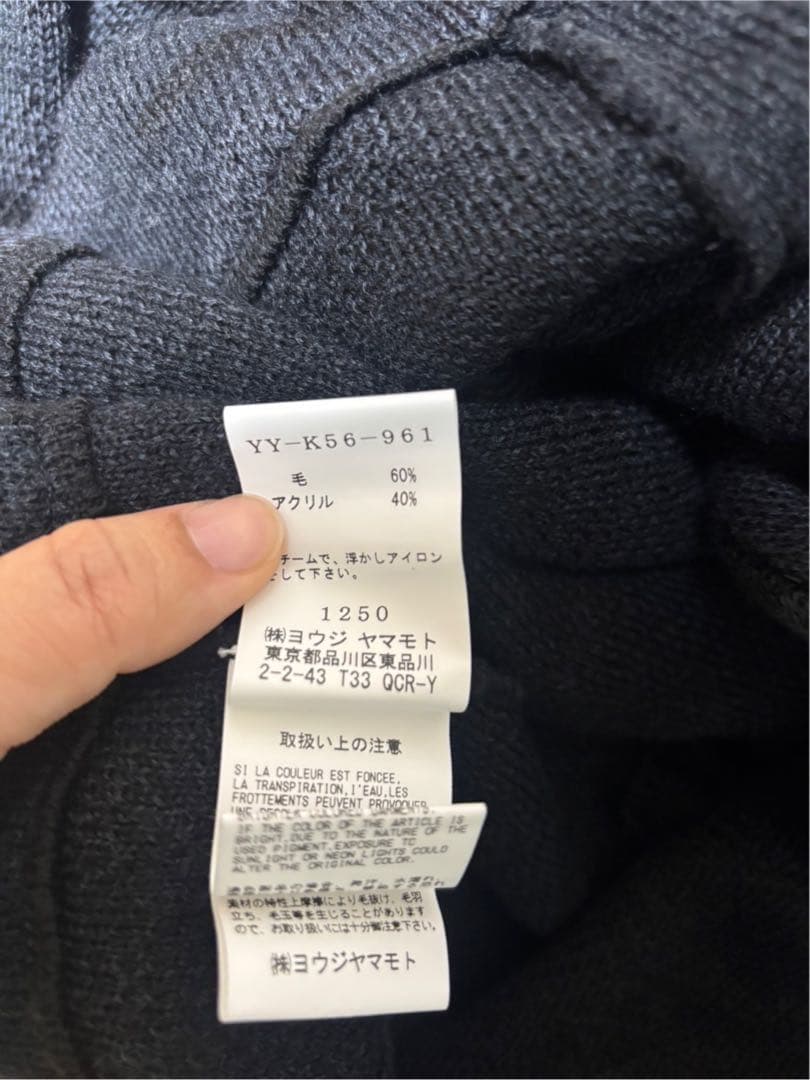 YY-K56-961
毛 60%
アクリル 40%
チームで、浮かしアイロン
して下さい。
1250
㈱ヨウジ ヤマモト
東京都品川区東品川
2-2-43 T33 QCR-Y
取扱い上の注意
SI LA COULEUR EST FONCEE,
LA TRANSPIRATION,l'EAU,LES
FROTTEMENTS PEUVENT PROVOQUER
IF THE COLOR OF THE ARTICLE IS
BRIGHT,DUE TO THE NATURE OF THE
USED PIGMENT,EXPOSURE TO
SUNLIGHT OR NEON LIGHTS COULD
ALTER THE ORIGINAL COLOR.
素材の特性上摩擦により毛抜け、毛羽
立ち、毛玉等を生じることがあります
ので、お取り扱いには十分御注意下さい。
㈱ヨウジヤマモト